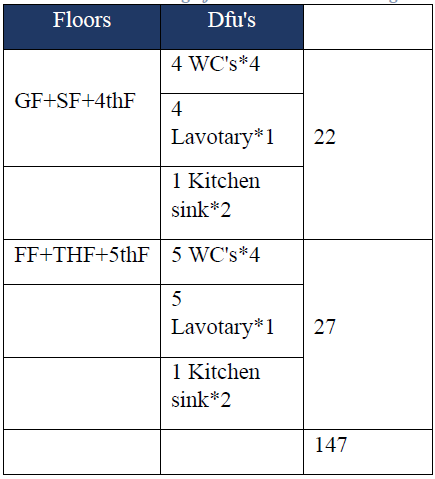 Floors Dfu's
4 WC's*4
GF+SF+4thF
4
Lavotary*1
22
1 Kitchen
sink*2
FF+THF+5thF 5 WC's*4
5
Lavotary*1
27
1 Kitchen
sink*2
147